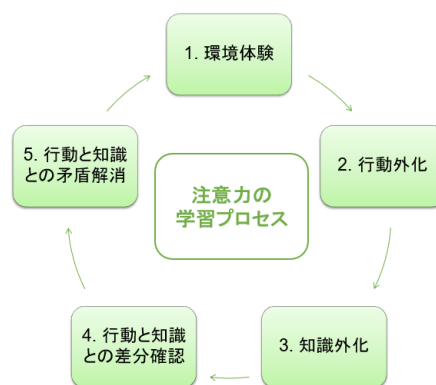 1. 環境体験
2. 行動外化
3. 知識外化
4. 行動と知識
との差分確認
5. 行動と知識
との矛盾解消
注意力の
学習プロセス